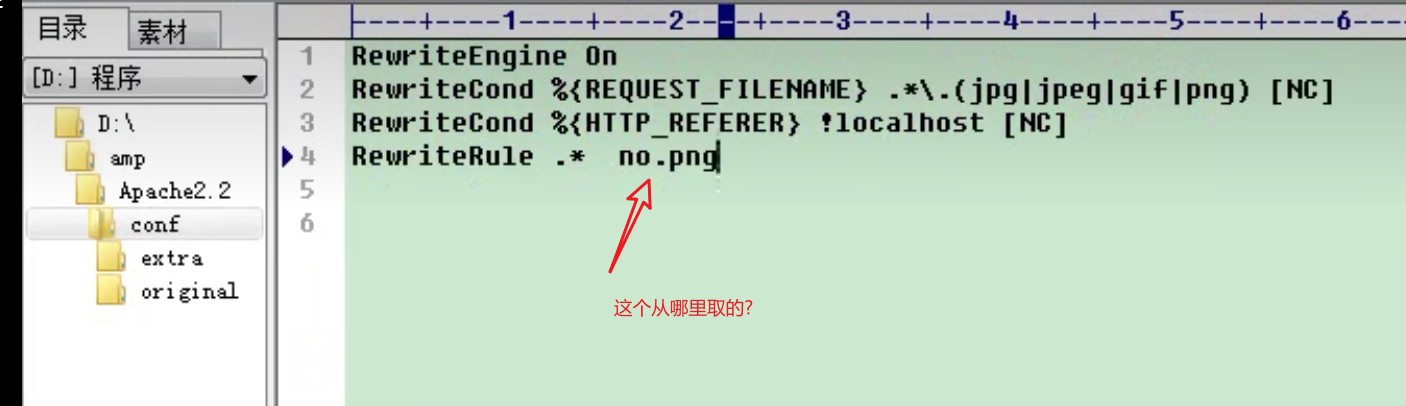 目录
素材
[D:] 程序
D:\
amp
Apache2.2
conf
extra
original
|----+----1----+----2----+----3----+----4----+----5----+----6---
1 RewriteEngine On
2 RewriteCond %{REQUEST_FILENAME} .*\.(jpg|jpeg|gif|png) [NC]
3 RewriteCond %{HTTP_REFERER} !localhost [NC]
4 RewriteRule .*  no.png
5
6
这个从哪里取的?